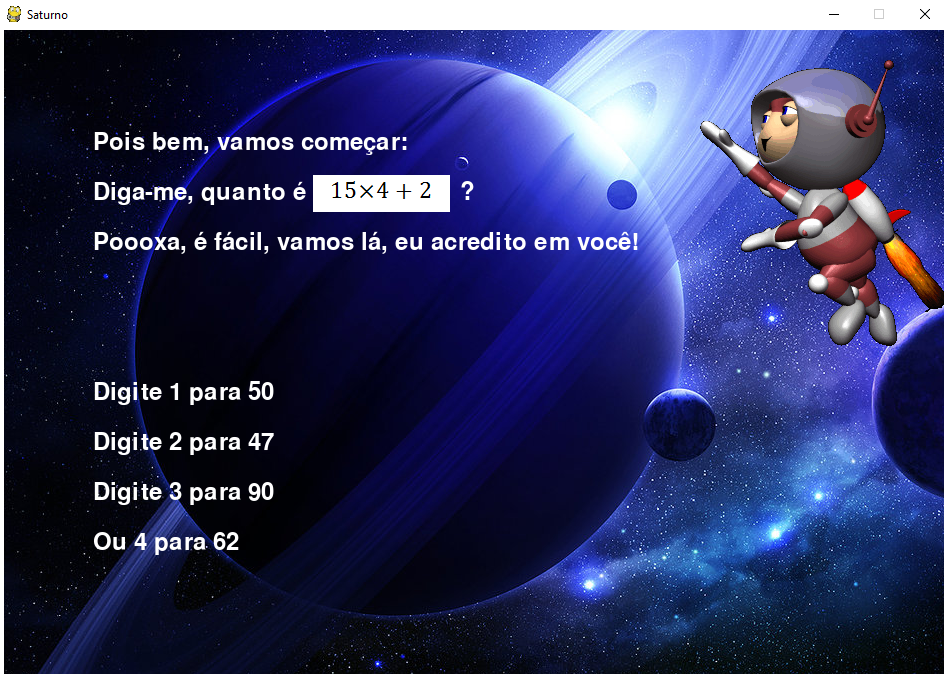 Saturno
Pois bem, vamos começar:
Diga-me, quanto é 15×4 + 2 ?
Poooxa, é fácil, vamos lá, eu acredito em você!
Digite 1 para 50
Digite 2 para 47
Digite 3 para 90
Ou 4 para 62